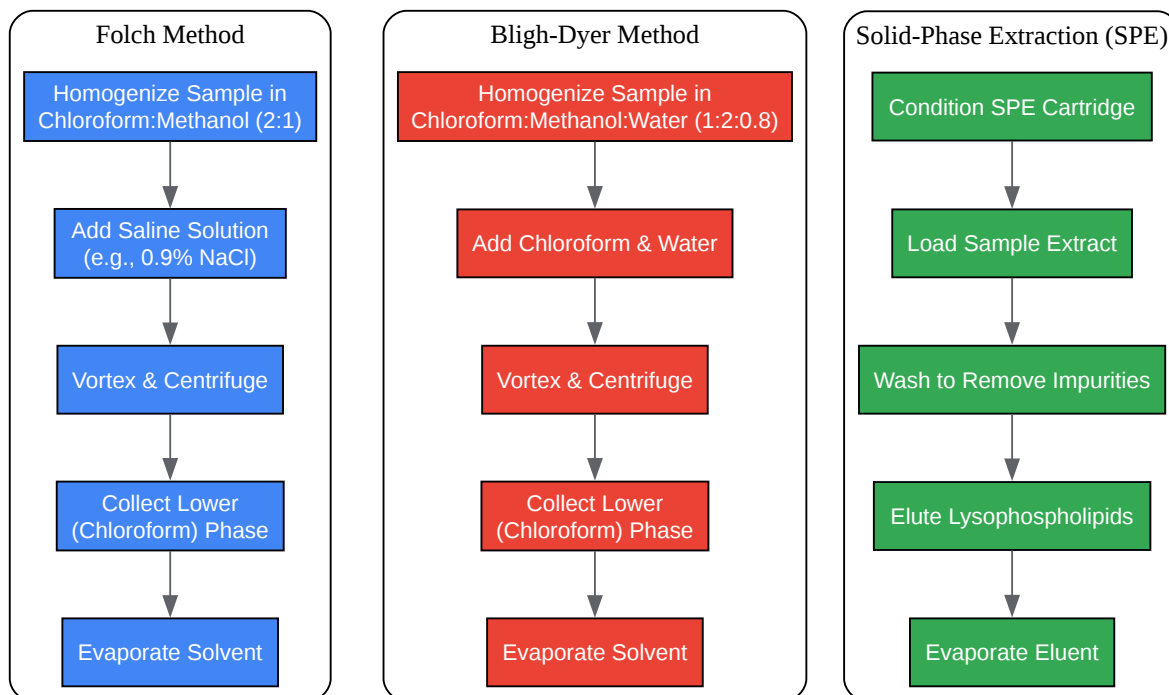 Folch Method
Homogenize Sample in
Chloroform:Methanol (2:1)
Add Saline Solution
(e.g., 0.9% NaCl)
Vortex & Centrifuge
Collect Lower
(Chloroform) Phase
Evaporate Solvent
Bligh-Dyer Method
Homogenize Sample in
Chloroform:Methanol:Water (1:2:0.8)
Add Chloroform & Water
Vortex & Centrifuge
Collect Lower
(Chloroform) Phase
Evaporate Solvent
Solid-Phase Extraction (SPE)
Condition SPE Cartridge
Load Sample Extract
Wash to Remove Impurities
Elute Lysophospholipids
Evaporate Eluent